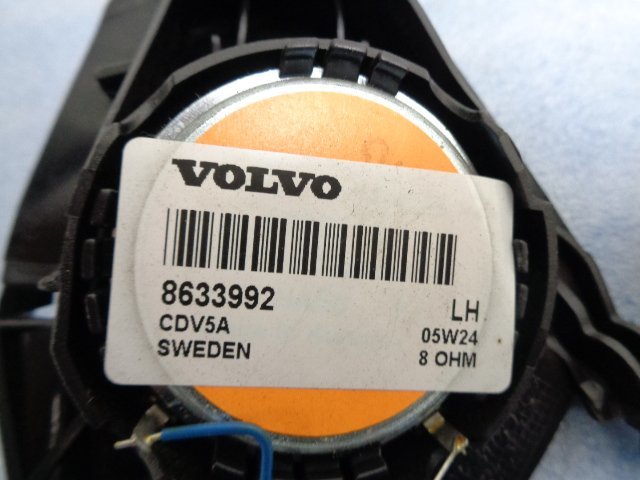 VOLVO
8633992
LH
CDV5A
05W24
SWEDEN
8 OHM